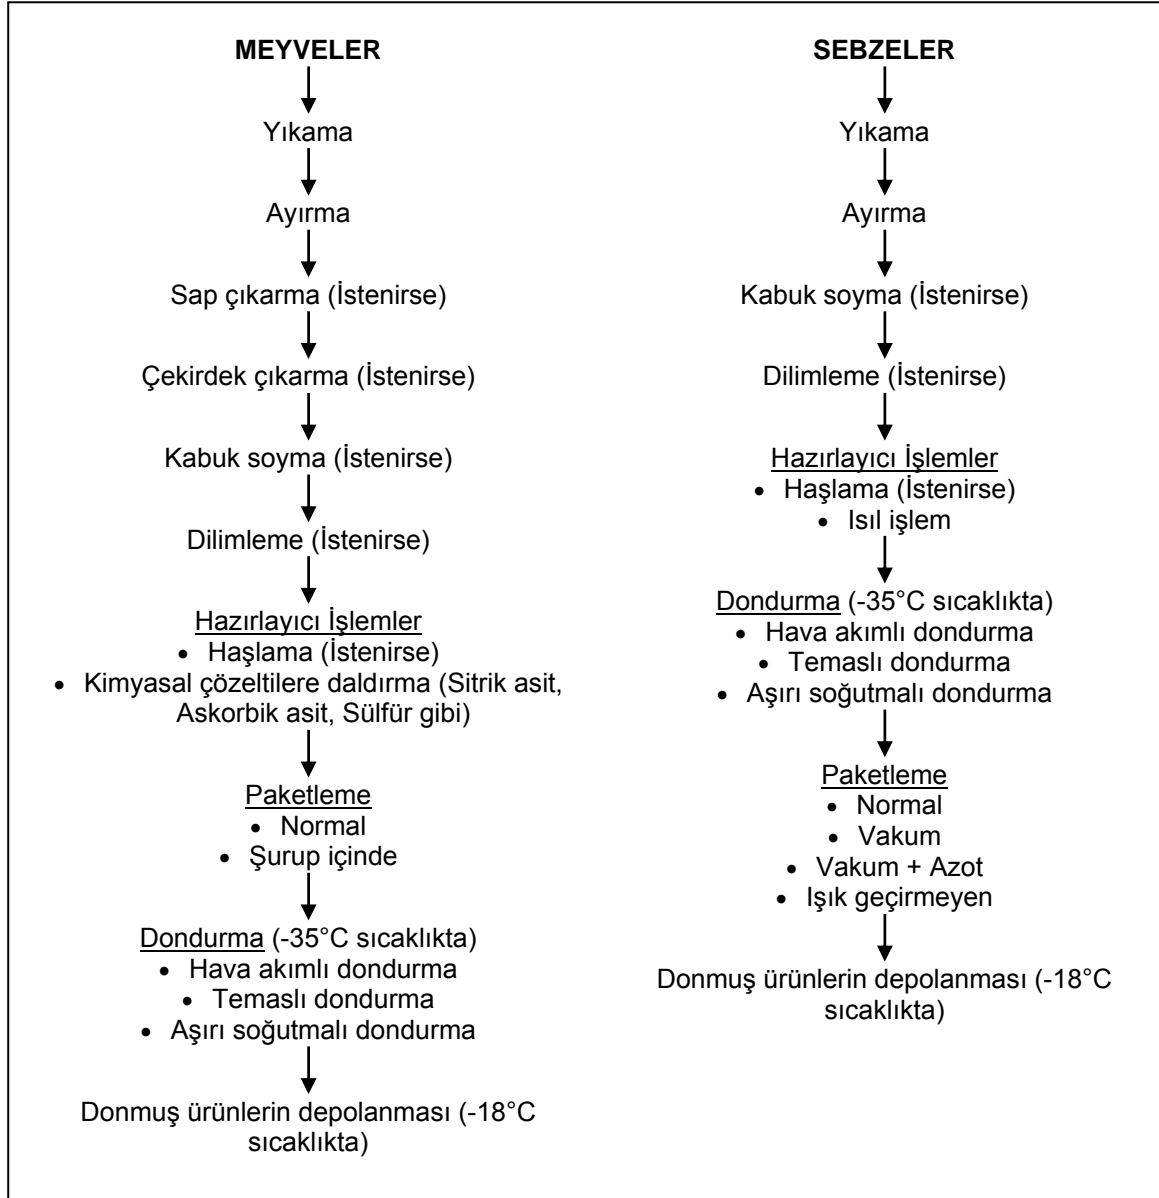 MEYVELER
Yıkama
Ayırma
Sap çıkarma (İstenirse)
Çekirdek çıkarma (İstenirse)
Kabuk soyma (İstenirse)
Dilimleme (İstenirse)
Hazırlayıcı İşlemler
• Haşlama (İstenirse)
• Kimyasal çözeltilere daldırma (Sitrik asit,
Askorbik asit, Sülfür gibi)
Paketleme
• Normal
• Şurup içinde
Dondurma (-35°C sıcaklıkta)
• Hava akımlı dondurma
• Temaslı dondurma
• Aşırı soğutmalı dondurma
Donmuş ürünlerin depolanması (-18°C
sıcaklıkta)
SEBZELER
Yıkama
Ayırma
Kabuk soyma (İstenirse)
Dilimleme (İstenirse)
Hazırlayıcı İşlemler
• Haşlama (İstenirse)
• Isıl işlem
Dondurma (-35°C sıcaklıkta)
• Hava akımlı dondurma
• Temaslı dondurma
• Aşırı soğutmalı dondurma
Paketleme
• Normal
• Vakum
• Vakum + Azot
• Işık geçirmeyen
Donmuş ürünlerin depolanması (-18°C
sıcaklıkta)